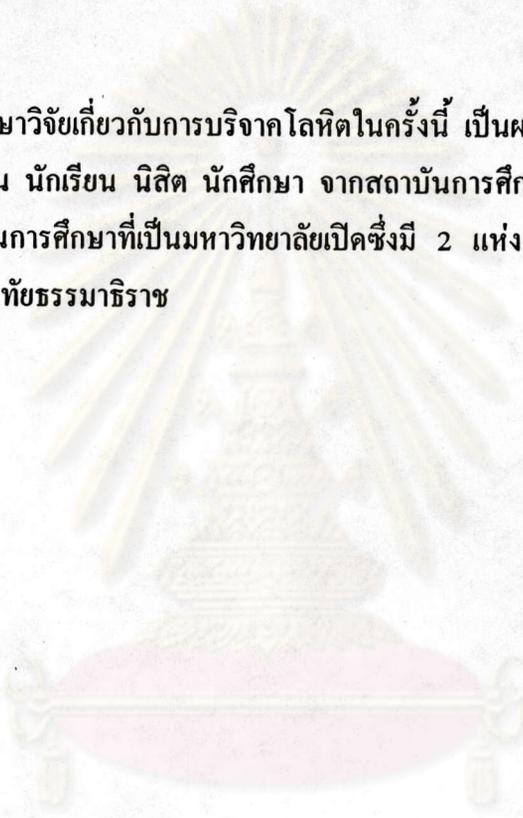 ษาวิจัยเกี่ยวกับการบริจาคโลหิตในครั้งนี้ เป็นผ
น นักเรียน นิสิต นักศึกษา จากสถาบันการศึก
นการศึกษาที่เป็นมหาวิทยาลัยเปิดซึ่งมี 2 แห่ง
ทัยธรรมาธิราช